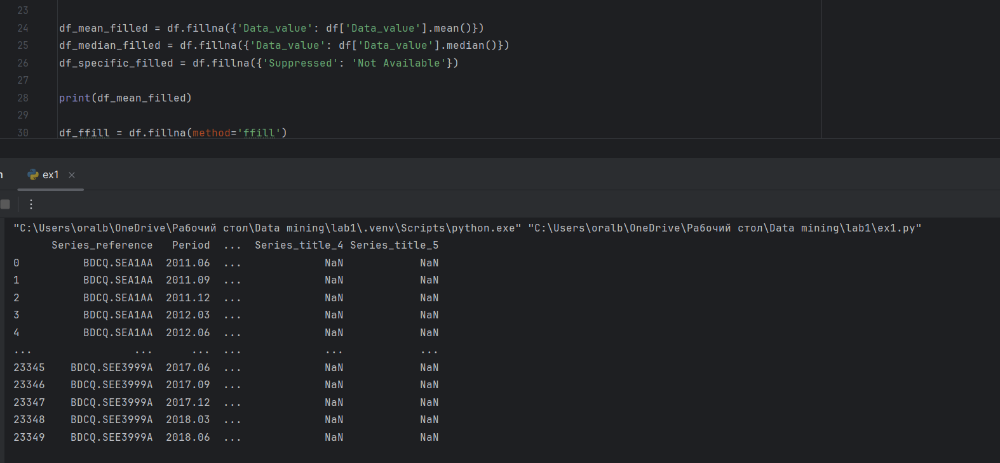 23
24 df_mean_filled = df.fillna({'Data_value': df['Data_value'].mean()})
25 df_median_filled = df.fillna({'Data_value': df['Data_value'].median()})
26 df_specific_filled = df.fillna({'Suppressed': 'Not Available'})
27
28 print(df_mean_filled)
29
30 df_ffill = df.fillna(method='ffill')
ex1
"C:\Users\oralb\OneDrive\Рабочий стол\Data mining\lab1\.venv\Scripts\python.exe" "C:\Users\oralb\OneDrive\Рабочий стол\Data mining\lab1\ex1.py"
Series_reference Period ... Series_title_4 Series_title_5
0 BDCQ.SEA1AA 2011.06 ... NaN NaN
1 BDCQ.SEA1AA 2011.09 ... NaN NaN
2 BDCQ.SEA1AA 2011.12 ... NaN NaN
3 BDCQ.SEA1AA 2012.03 ... NaN NaN
4 BDCQ.SEA1AA 2012.06 ... NaN NaN
... ... ... ... ... ...
23345 BDCQ.SEE3999A 2017.06 ... NaN NaN
23346 BDCQ.SEE3999A 2017.09 ... NaN NaN
23347 BDCQ.SEE3999A 2017.12 ... NaN NaN
23348 BDCQ.SEE3999A 2018.03 ... NaN NaN
23349 BDCQ.SEE3999A 2018.06 ... NaN NaN